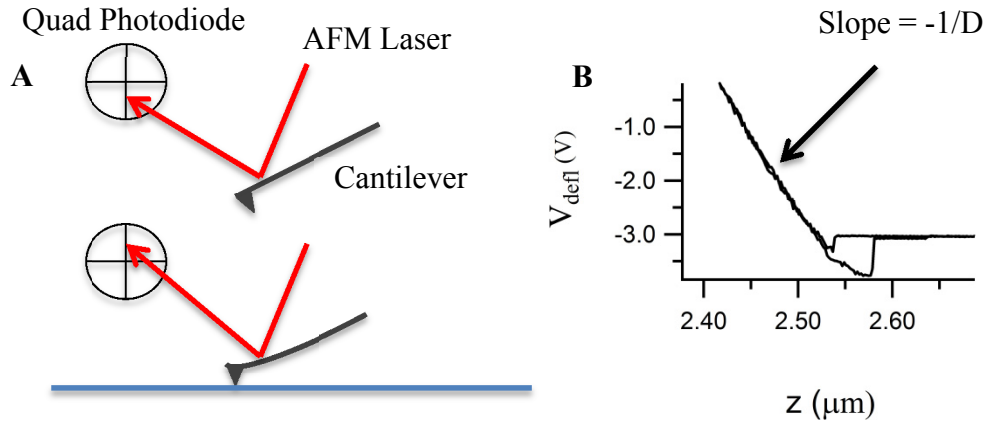 Quad Photodiode
AFM Laser
A
Cantilever
Slope = -1/D
B
V_defl (V)
-1.0
-2.0
-3.0
2.40
2.50
2.60
z (μm)